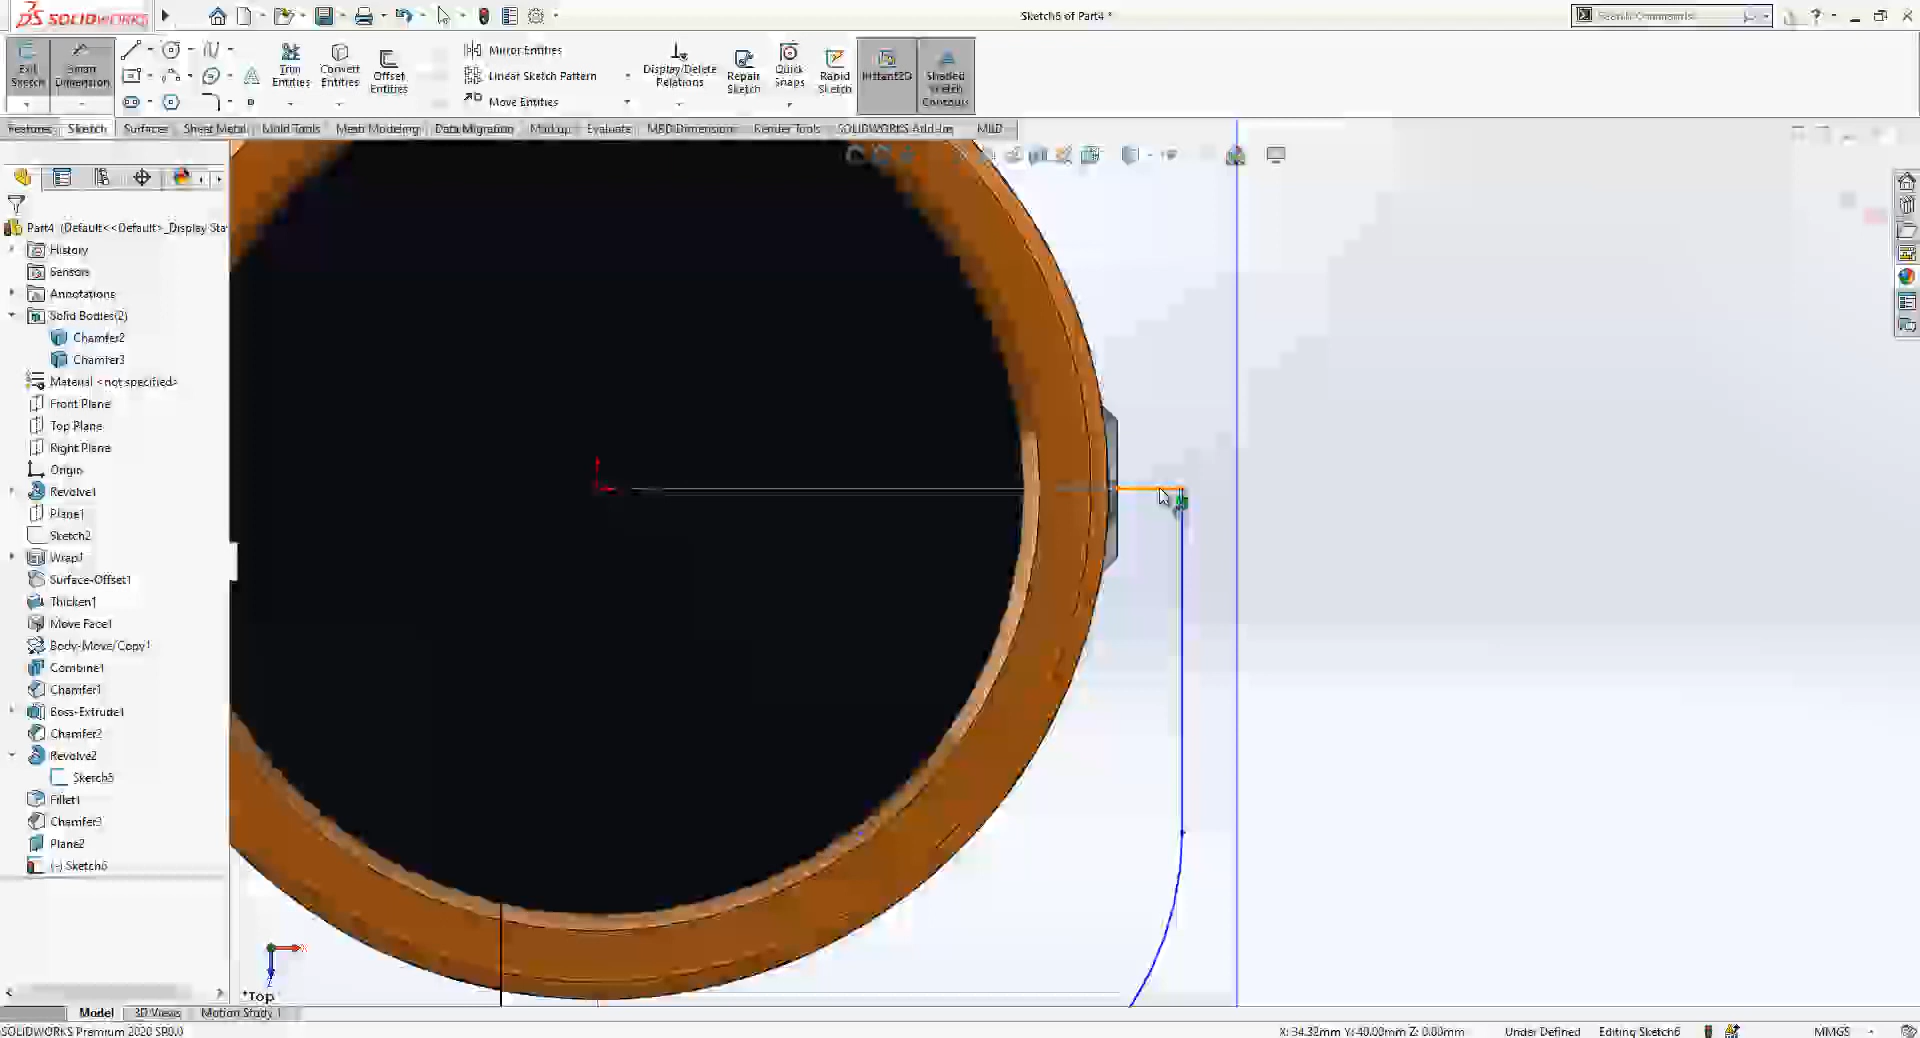 SOLIDWORKS
Sketch6 of Part4 *
Search Commands
Exit Sketch
Smart Dimension
Trim Entities
Convert Entities
Offset Entities
Mirror Entities
Linear Sketch Pattern
Move Entities
Display/Delete Relations
Repair Sketch
Quick Snaps
Rapid Sketch
Instant2D
Shaded Sketch Contours
Features
Sketch
Surfaces
Sheet Metal
Mold Tools
Mesh Modeling
Data Migration
Markup
Evaluate
MBD Dimension
Render Tools
SOLIDWORKS Add-Ins
MBD
Part4 (Default<<Default>_Display Sta
History
Sensors
Annotations
Solid Bodies(2)
Chamfer2
Chamfer3
Material <not specified>
Front Plane
Top Plane
Right Plane
Origin
Revolve1
Plane1
Sketch2
Wrap1
Surface-Offset1
Thicken1
Move Face1
Body-Move/Copy1
Combine1
Chamfer1
Boss-Extrude1
Chamfer2
Revolve2
Sketch5
Fillet1
Chamfer3
Plane2
(-) Sketch6
*Top
Model
3D Views
Motion Study 1
SOLIDWORKS Premium 2020 SP0.0
X: 34.32mm Y: 40.00mm Z: 0.00mm
Under Defined
Editing Sketch6
MMGS